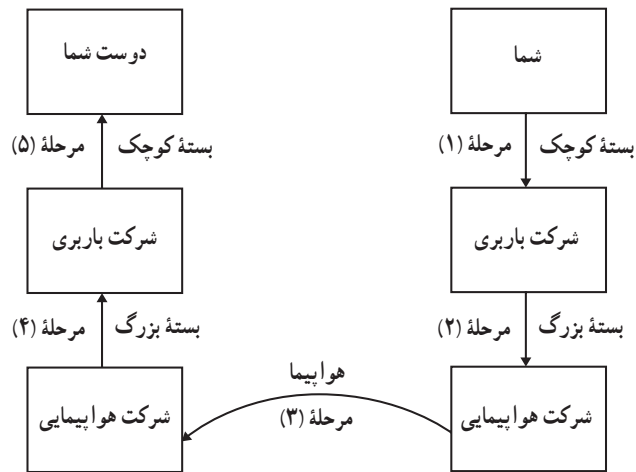 شما
دوست شما
بستهٔ کوچک
مرحلهٔ (۱)
بستهٔ کوچک
مرحلهٔ (۵)
شرکت باربری
شرکت باربری
بستهٔ بزرگ
مرحلهٔ (۲)
بستهٔ بزرگ
مرحلهٔ (۴)
هواپیما
مرحلهٔ (۳)
شرکت هواپیمایی
شرکت هواپیمایی